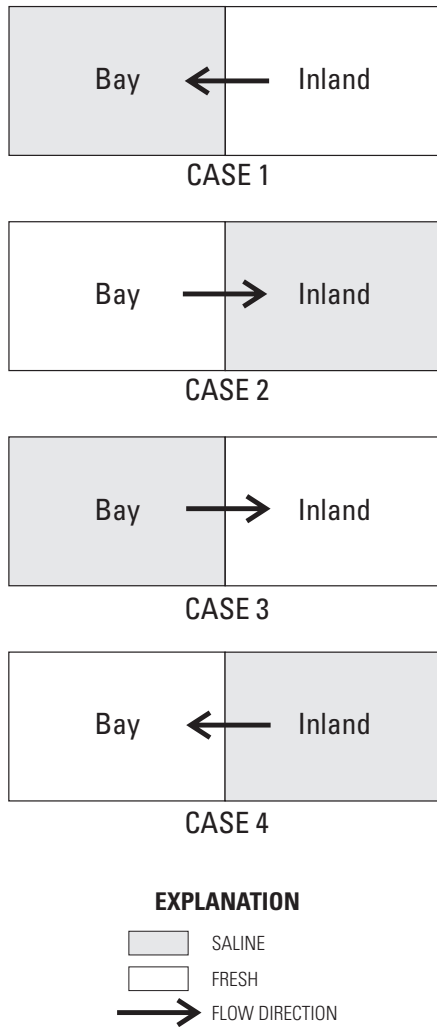 Bay Inland
CASE 1
Bay Inland
CASE 2
Bay Inland
CASE 3
Bay Inland
CASE 4
EXPLANATION
SALINE
FRESH
FLOW DIRECTION